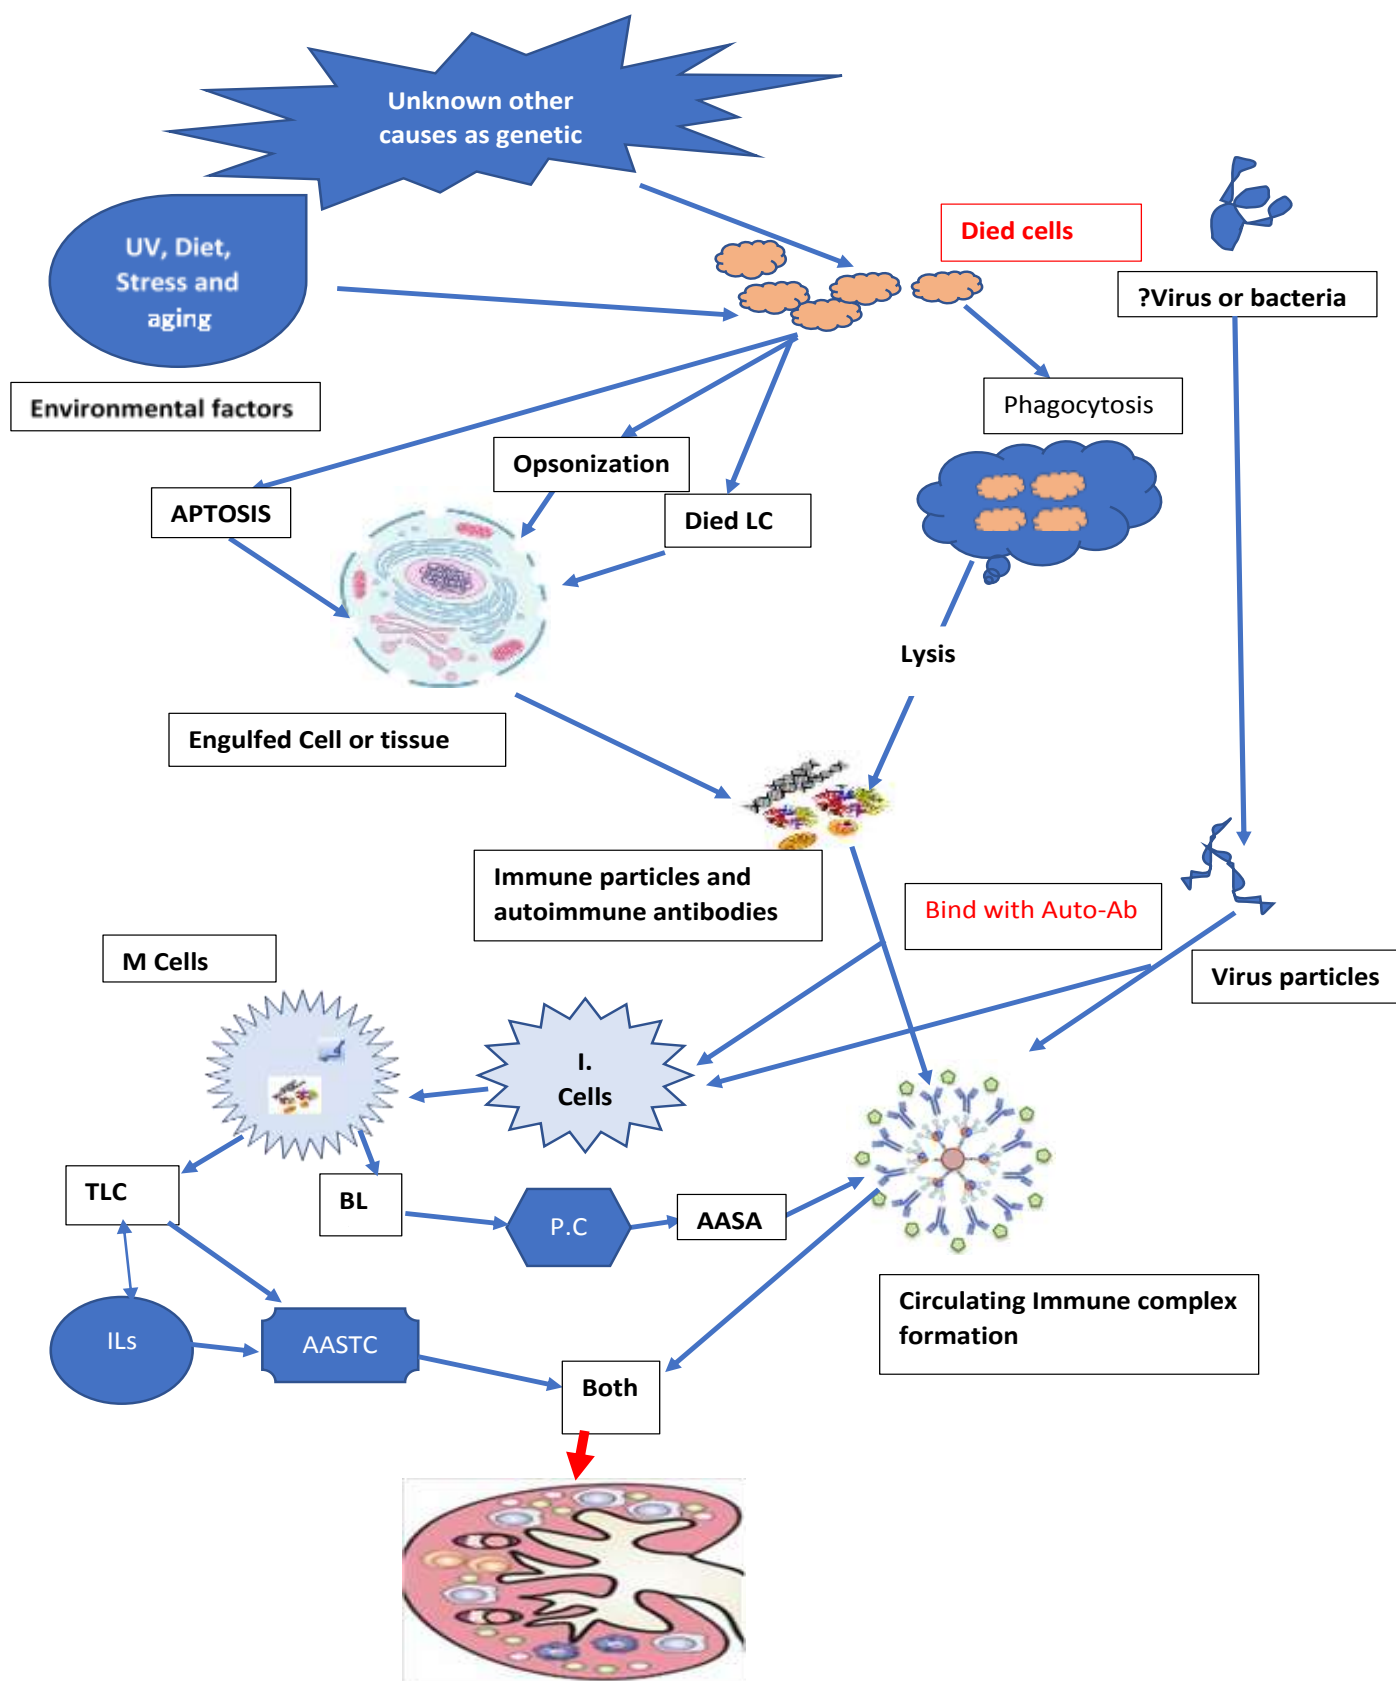 Unknown other
causes as genetic
UV, Diet,
Stress and
aging
Died cells
?Virus or bacteria
Environmental factors
Phagocytosis
Opsonization
APTOSIS
Died LC
Lysis
Engulfed Cell or tissue
Immune particles and
autoimmune antibodies
Bind with Auto-Ab
M Cells
Virus particles
I.
Cells
TLC
BL
P.C
AASA
Circulating Immune complex
formation
ILs
AASTC
Both